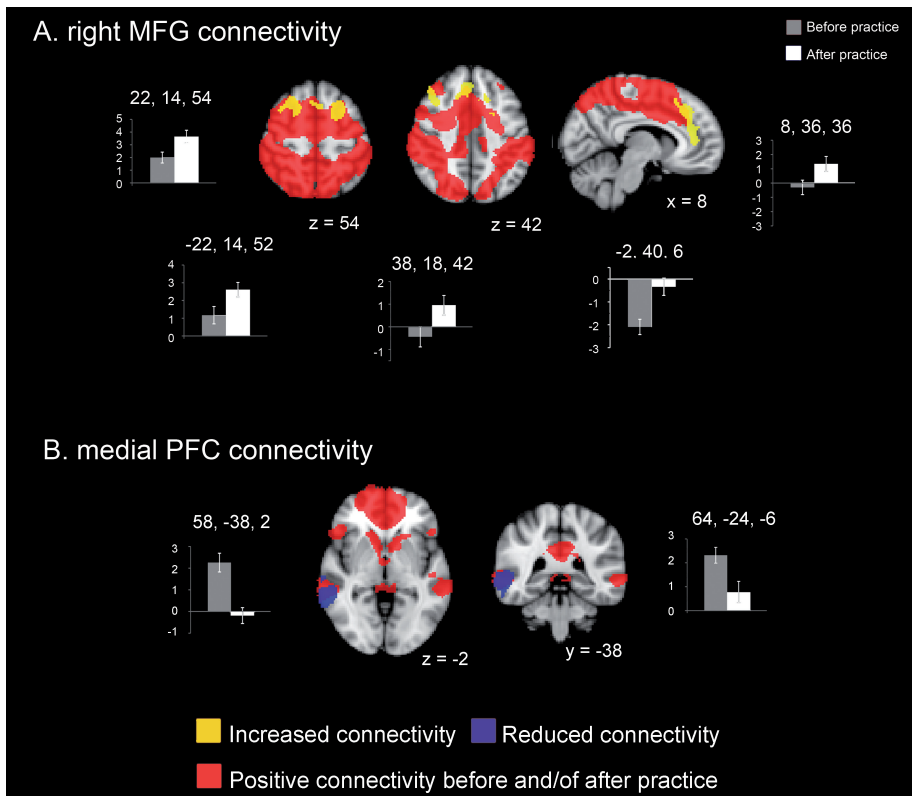 A. right MFG connectivity
Before practice
After practice
22, 14, 54
5
4
3
2
1
0
z = 54
z = 42
x = 8
8, 36, 36
3
2
1
0
-1
-2
-3
-22, 14, 52
4
3
2
1
0
38, 18, 42
2
1
0
-1
-2, 40. 6
0
-1
-2
-3
B. medial PFC connectivity
58, -38, 2
3
2
1
0
-1
z = -2
y = -38
64, -24, -6
3
2
1
0
Increased connectivity
Reduced connectivity
Positive connectivity before and/of after practice